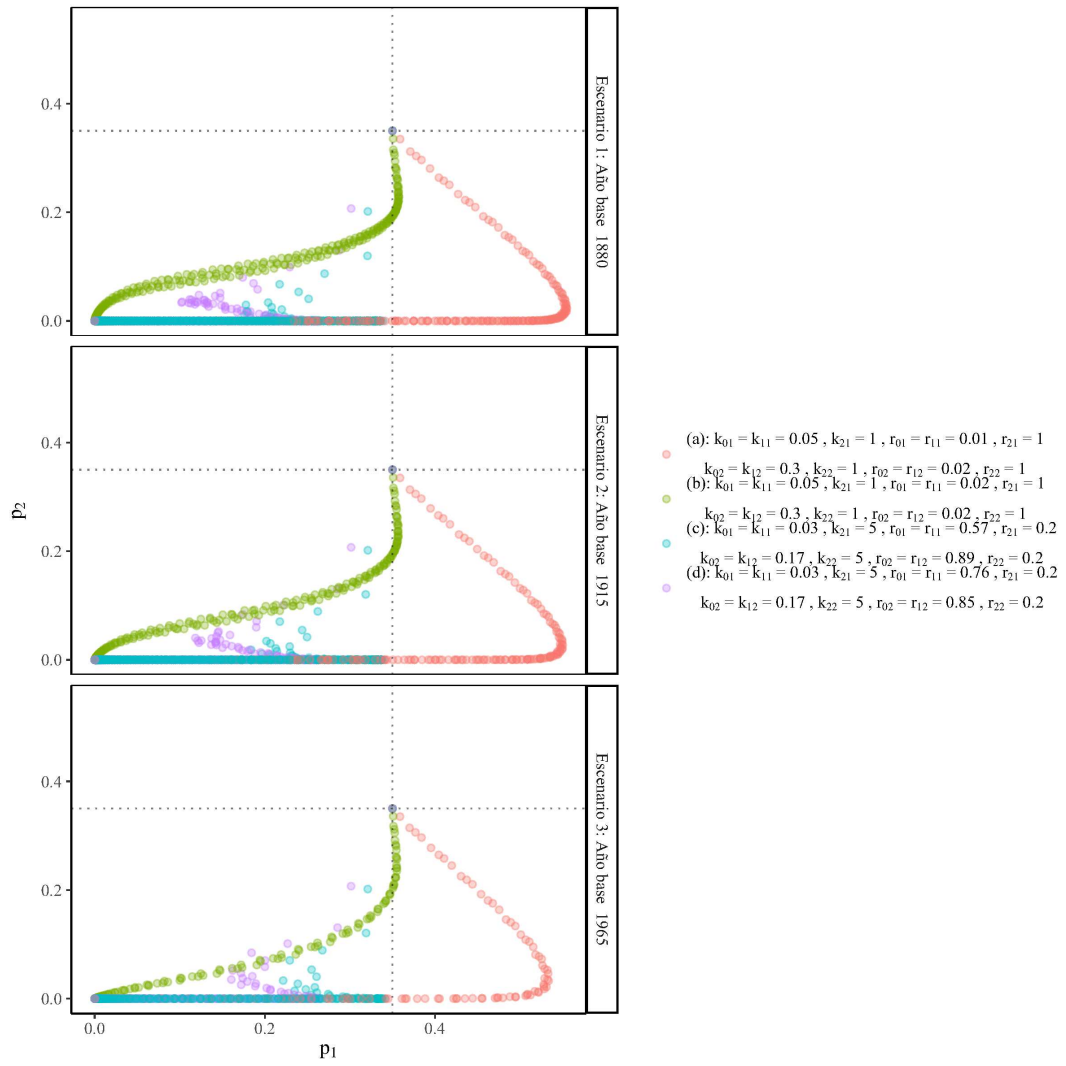 0.4
0.2
0.0
Escenario 1: Año base 1880
0.4
0.2
0.0
Escenario 2: Año base 1915
0.4
0.2
0.0
Escenario 3: Año base 1965
p₂
0.0
0.2
0.4
p₁
(a): k₀₁ = k₁₁ = 0.05 , k₂₁ = 1 , r₀₁ = r₁₁ = 0.01 , r₂₁ = 1
k₀₂ = k₁₂ = 0.3 , k₂₂ = 1 , r₀₂ = r₁₂ = 0.02 , r₂₂ = 1
(b): k₀₁ = k₁₁ = 0.05 , k₂₁ = 1 , r₀₁ = r₁₁ = 0.02 , r₂₁ = 1
k₀₂ = k₁₂ = 0.3 , k₂₂ = 1 , r₀₂ = r₁₂ = 0.02 , r₂₂ = 1
(c): k₀₁ = k₁₁ = 0.03 , k₂₁ = 5 , r₀₁ = r₁₁ = 0.57 , r₂₁ = 0.2
k₀₂ = k₁₂ = 0.17 , k₂₂ = 5 , r₀₂ = r₁₂ = 0.89 , r₂₂ = 0.2
(d): k₀₁ = k₁₁ = 0.03 , k₂₁ = 5 , r₀₁ = r₁₁ = 0.76 , r₂₁ = 0.2
k₀₂ = k₁₂ = 0.17 , k₂₂ = 5 , r₀₂ = r₁₂ = 0.85 , r₂₂ = 0.2